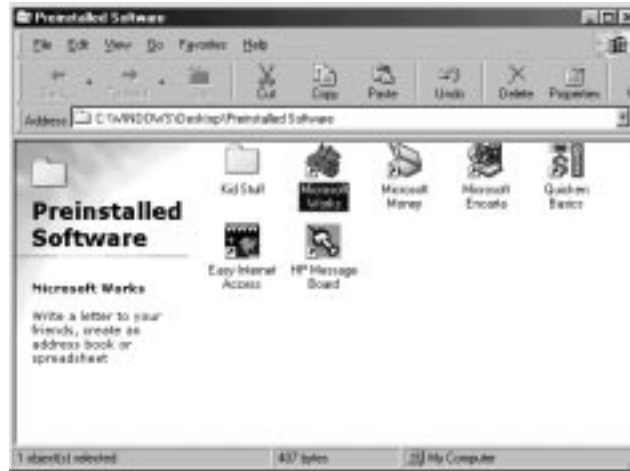 Preinstalled Software
File Edit View Go Favorites Help
Cut Copy Paste Undo Delete Properties
Address C:\WINDOWS\Desktop\Preinstalled Software
Preinstalled
Software
Microsoft Works
Write a letter to your
friends, create an
address book or
spreadsheet
Kid Stuff
Microsoft
Works
Microsoft
Money
Microsoft
Encarta
Quicken
Basics
Easy Internet
Access
HP Message
Board
1 object(s) selected
407 bytes
My Computer